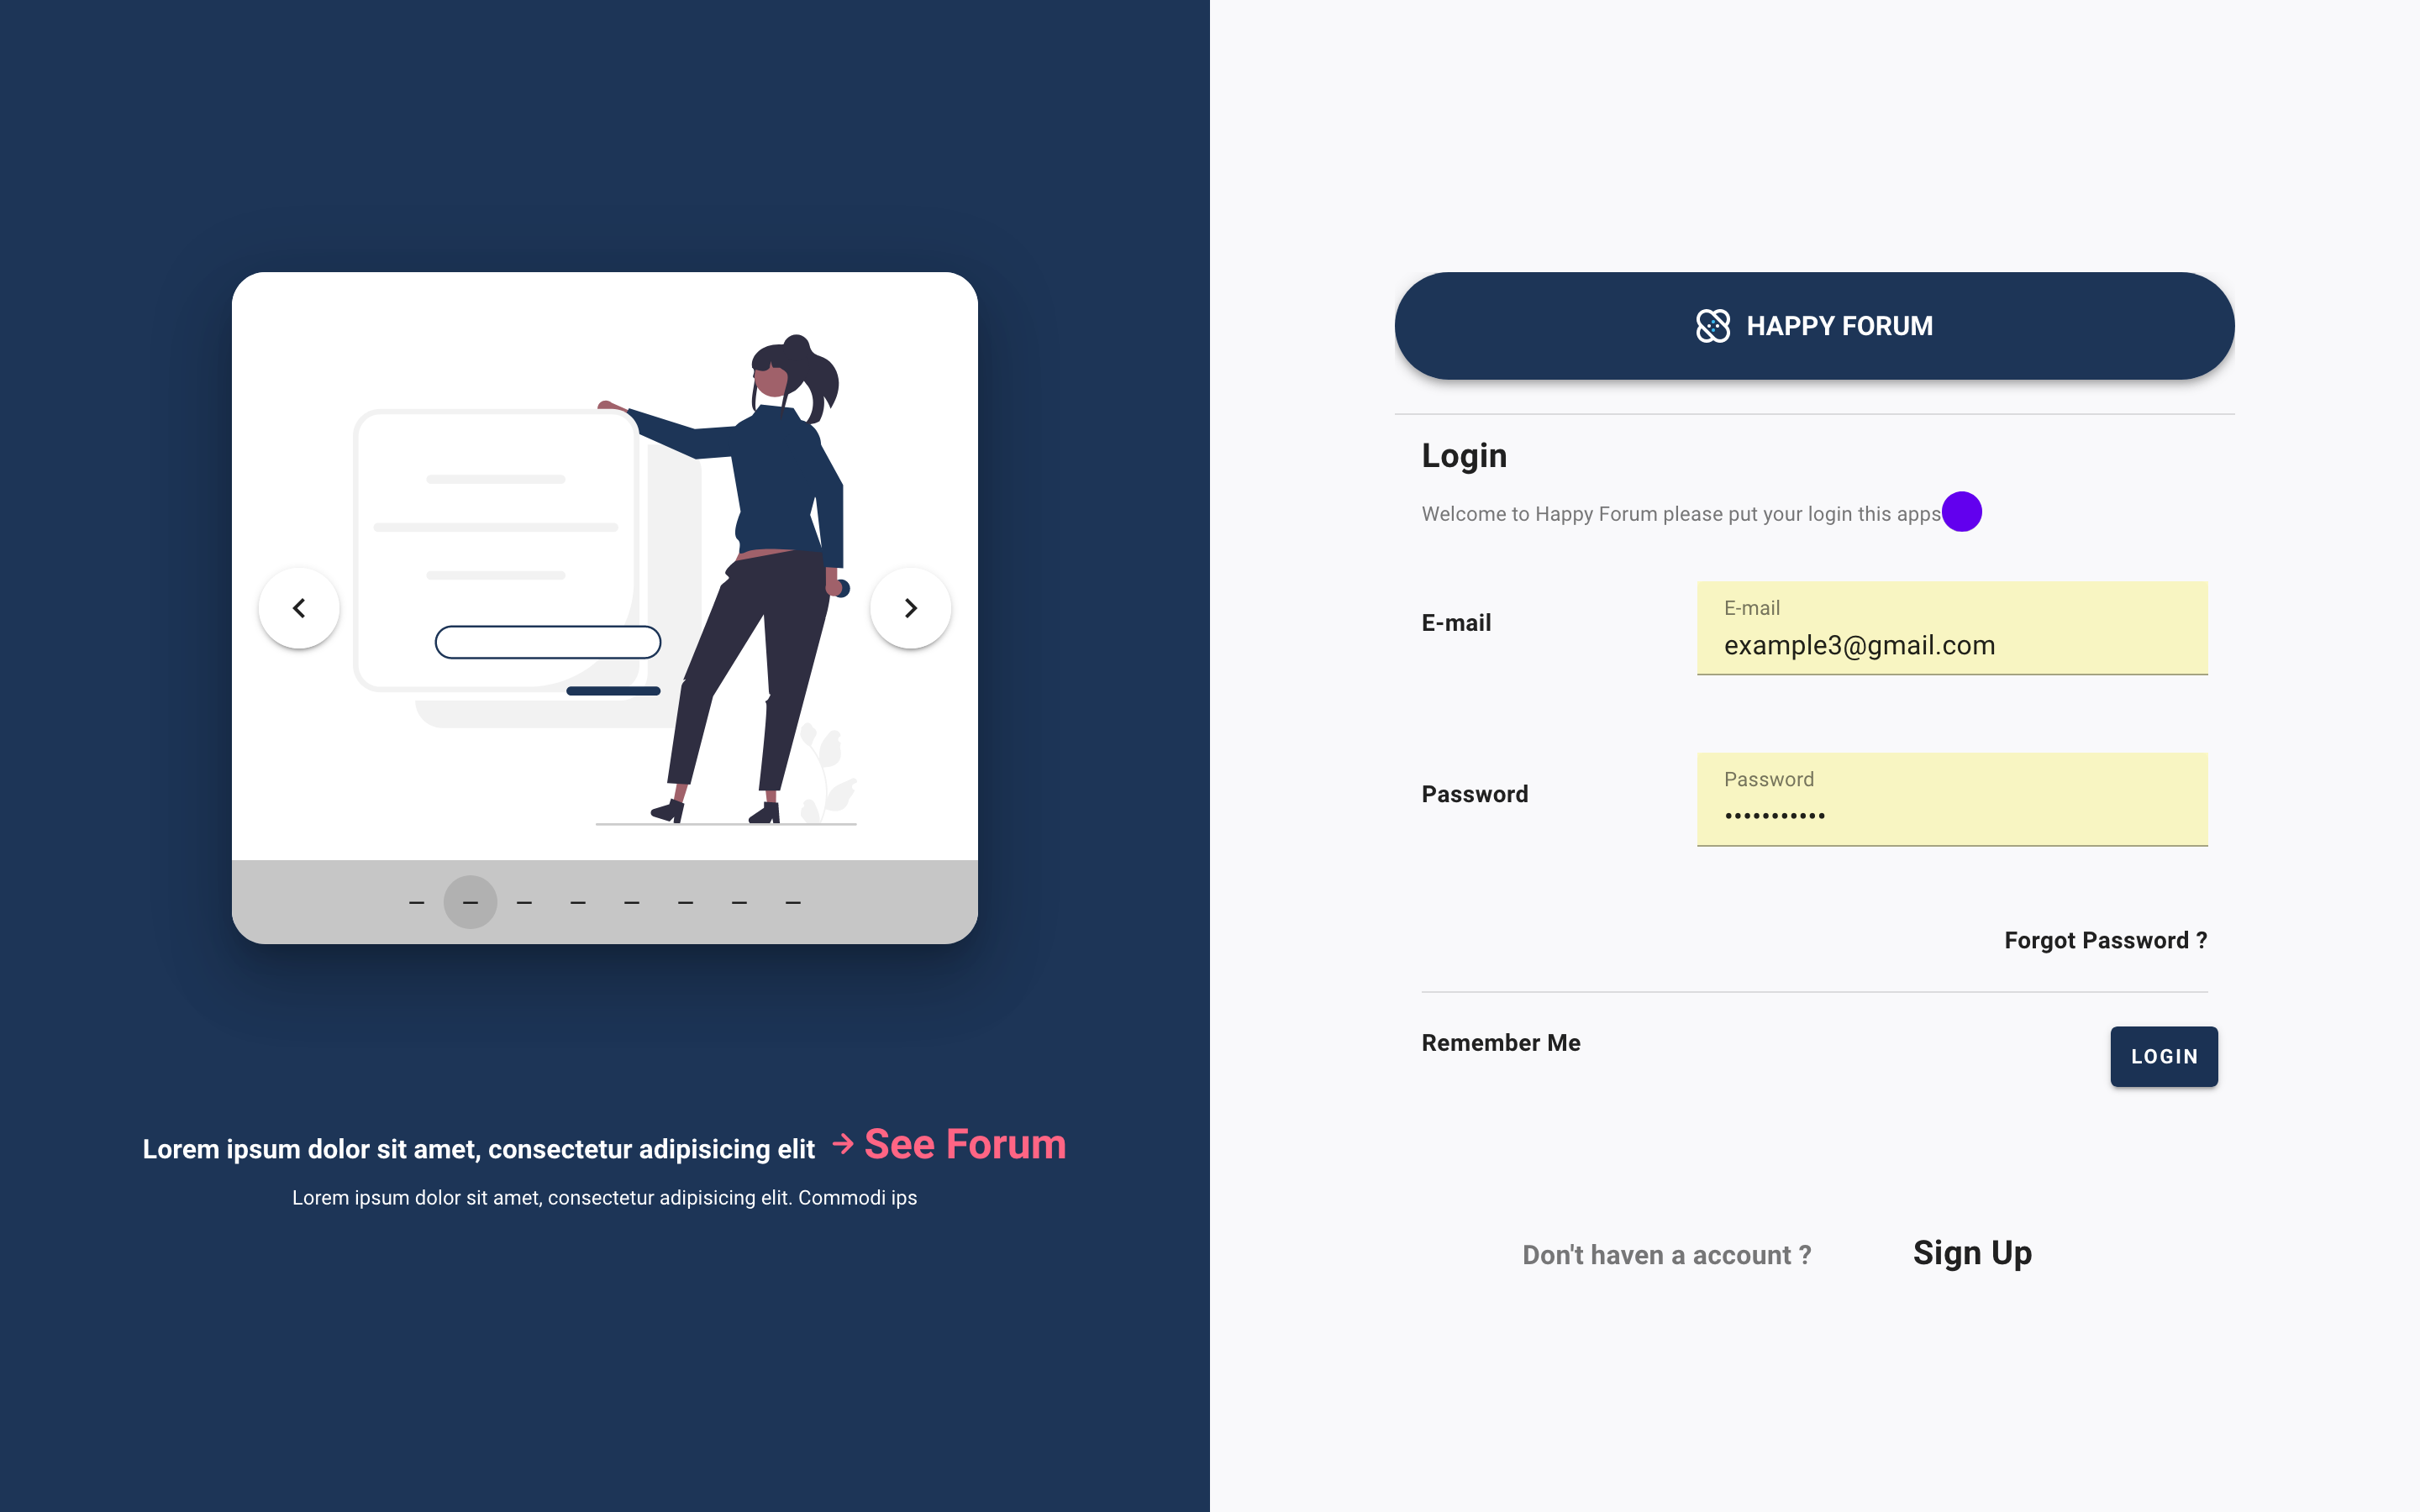 Lorem ipsum dolor sit amet, consectetur adipisicing elit → See Forum
Lorem ipsum dolor sit amet, consectetur adipisicing elit. Commodi ips
HAPPY FORUM
Login
Welcome to Happy Forum please put your login this apps
E-mail
E-mail
example3@gmail.com
Password
Password
•••••••••••
Forgot Password ?
Remember Me
LOGIN
Don't haven a account ? Sign Up